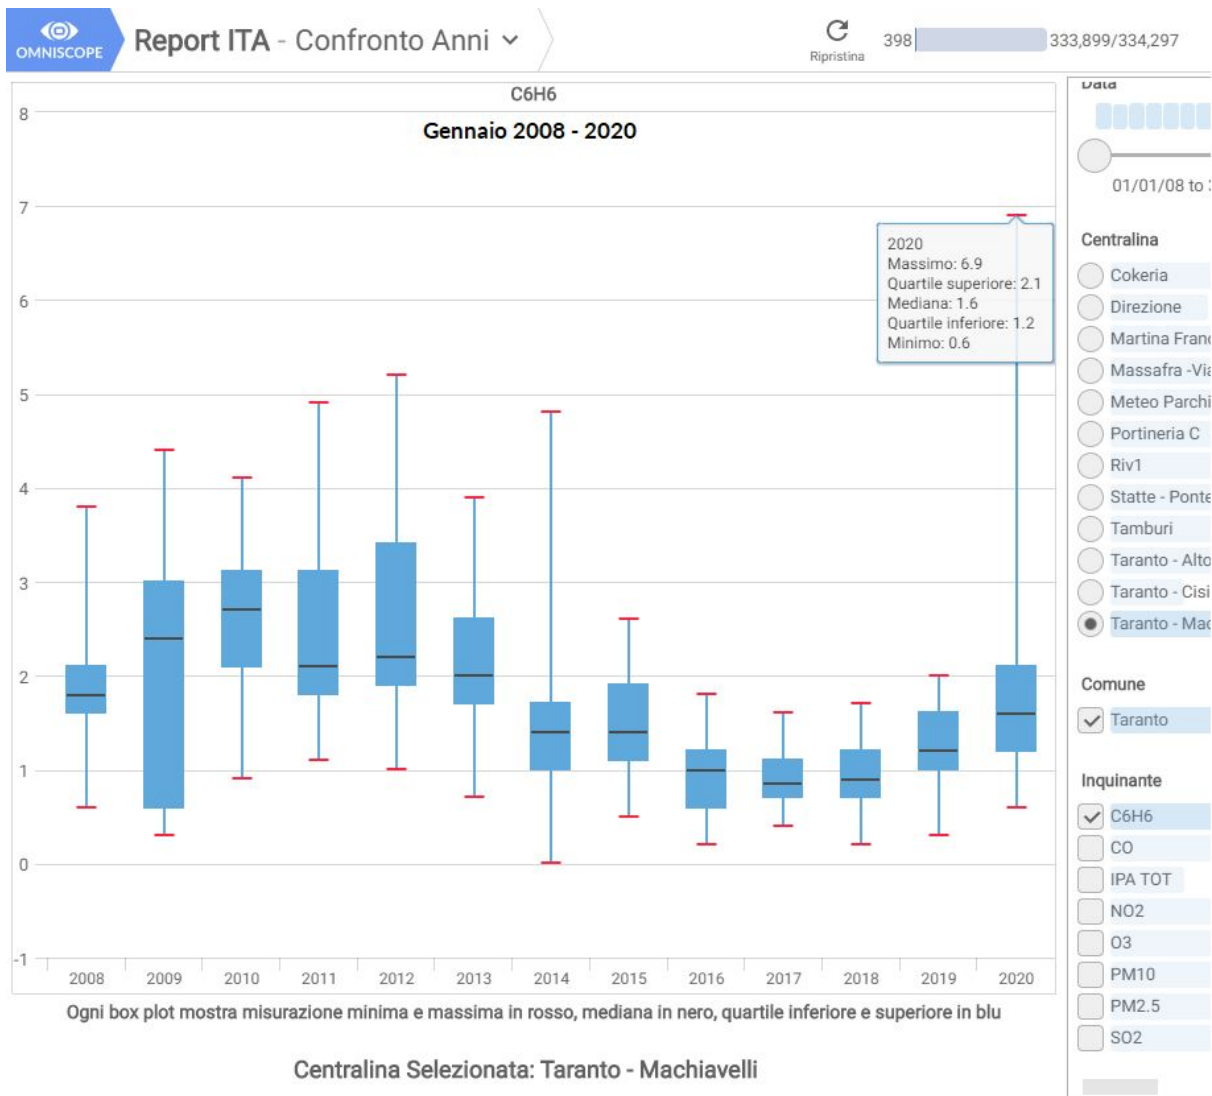 OMNISCOPE
Report ITA - Confronto Anni
Ripristina
398
333,899/334,297
C6H6
Gennaio 2008 - 2020
8
7
6
5
4
3
2
1
0
-1
2020
Massimo: 6.9
Quartile superiore: 2.1
Mediana: 1.6
Quartile inferiore: 1.2
Minimo: 0.6
2008 2009 2010 2011 2012 2013 2014 2015 2016 2017 2018 2019 2020
Ogni box plot mostra misurazione minima e massima in rosso, mediana in nero, quartile inferiore e superiore in blu
Centralina Selezionata: Taranto - Machiavelli
Data
01/01/08 to
Centralina
Cokeria
Direzione
Martina Franc
Massafra -Via
Meteo Parchi
Portineria C
Riv1
Statte - Ponte
Tamburi
Taranto - Alto
Taranto - Cisi
Taranto - Mac
Comune
Taranto
Inquinante
C6H6
CO
IPA TOT
NO2
O3
PM10
PM2.5
SO2